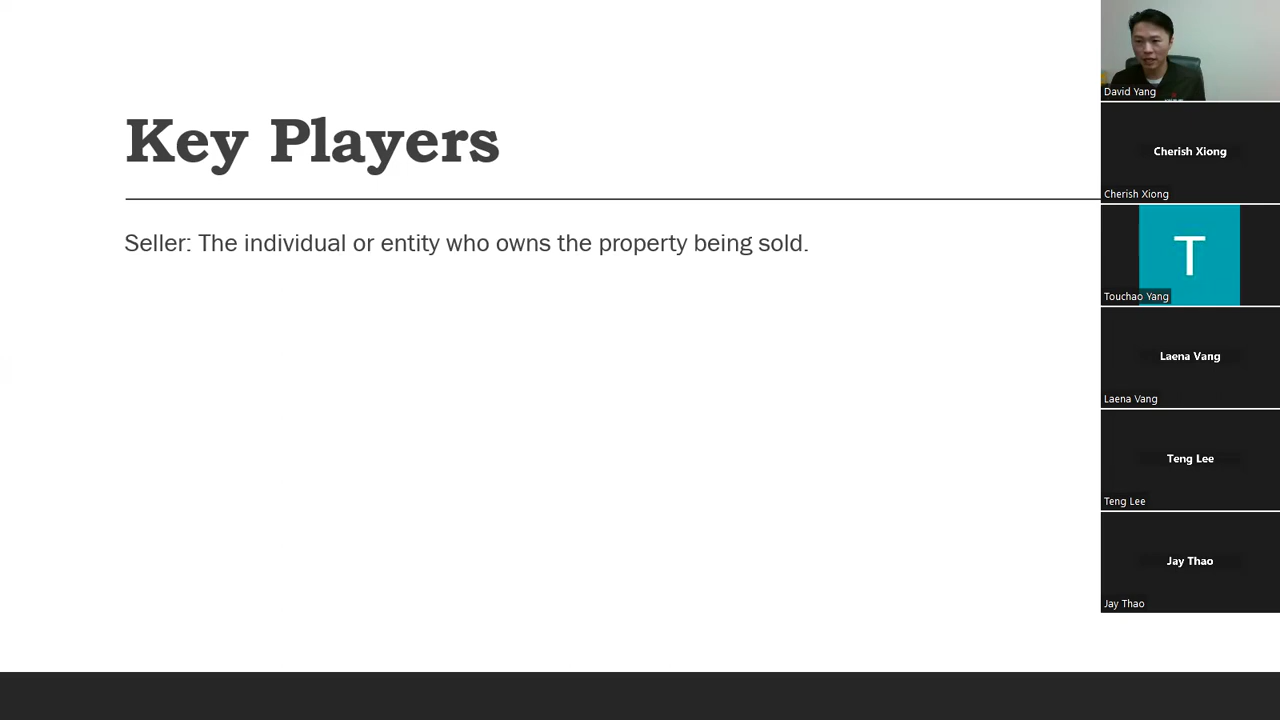 Key Players
Seller: The individual or entity who owns the property being sold.
David Yang
Cherish Xiong
Cherish Xiong
T
Touchao Yang
Laena Vang
Laena Vang
Teng Lee
Teng Lee
Jay Thao
Jay Thao